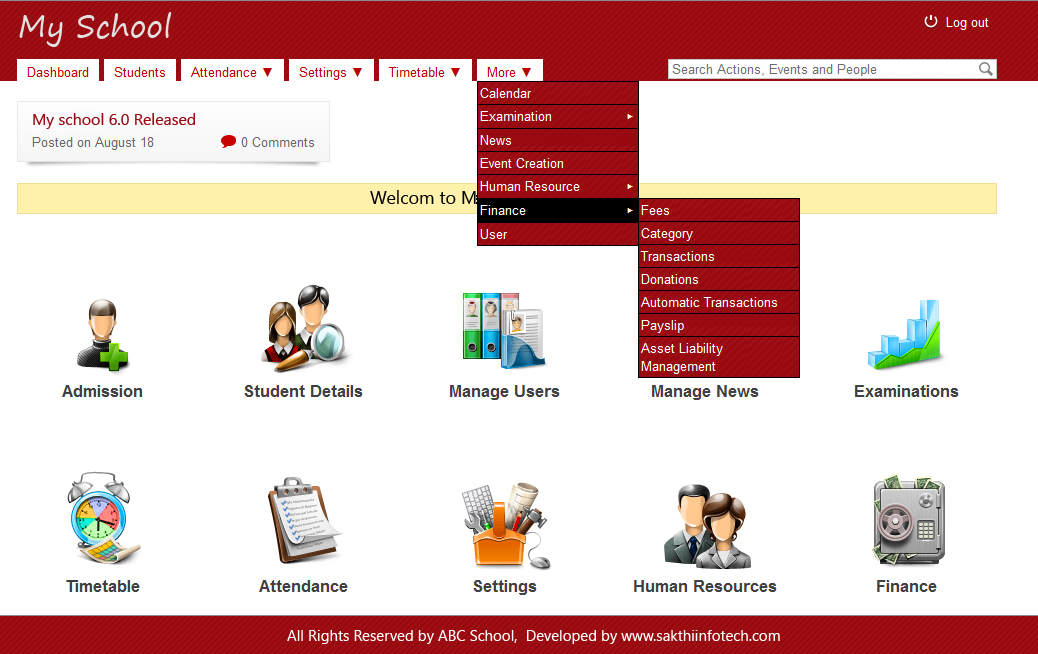 My School
Log out
Dashboard
Students
Attendance ▼
Settings ▼
Timetable ▼
More ▼
Search Actions, Events and People
Calendar
Examination
News
Event Creation
Human Resource
Finance
User
Fees
Category
Transactions
Donations
Automatic Transactions
Payslip
Asset Liability
Management
My school 6.0 Released
Posted on August 18
0 Comments
Welcom to M
Admission
Student Details
Manage Users
Manage News
Examinations
Timetable
Attendance
Settings
Human Resources
Finance
All Rights Reserved by ABC School, Developed by www.sakthiinfotech.com